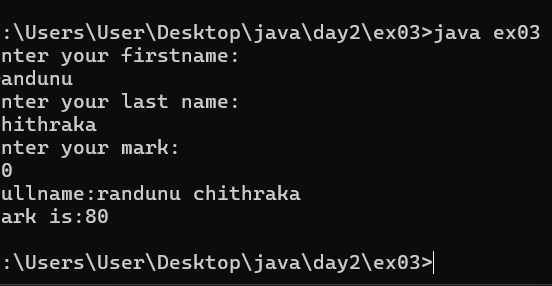 :\Users\User\Desktop\java\day2\ex03>java ex03
nter your firstname:
andunu
nter your last name:
hithraka
nter your mark:
0
ullname:randunu chithraka
ark is:80
:\Users\User\Desktop\java\day2\ex03>